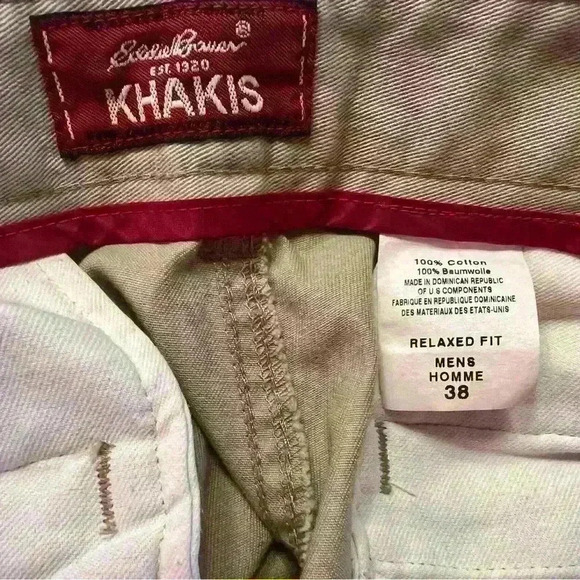 Eddie Bauer
EST. 1920
KHAKIS
100% Cotton
100% Baumwolle
MADE IN DOMINICAN REPUBLIC
OF U.S COMPONENTS
FABRIQUE EN REPUBLIQUE DOMINICAINE
DES MATERIAUX DES ETATS-UNIS
RELAXED FIT
MENS
HOMME
38